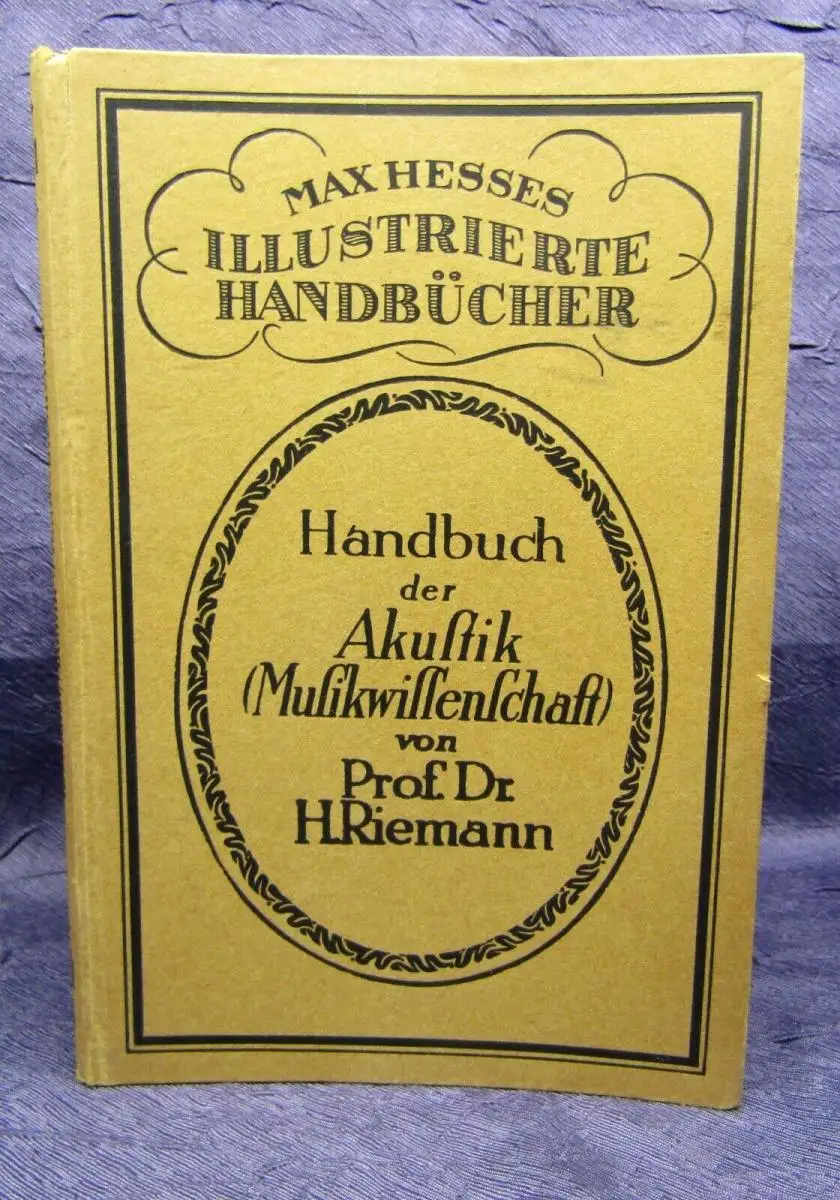 MAX HESSES
ILLUSTRIERTE
HANDBÜCHER
Handbuch
der
Akuſtik
(Muſikwiſſenſchaft)
von
Prof. Dr.
H. Riemann